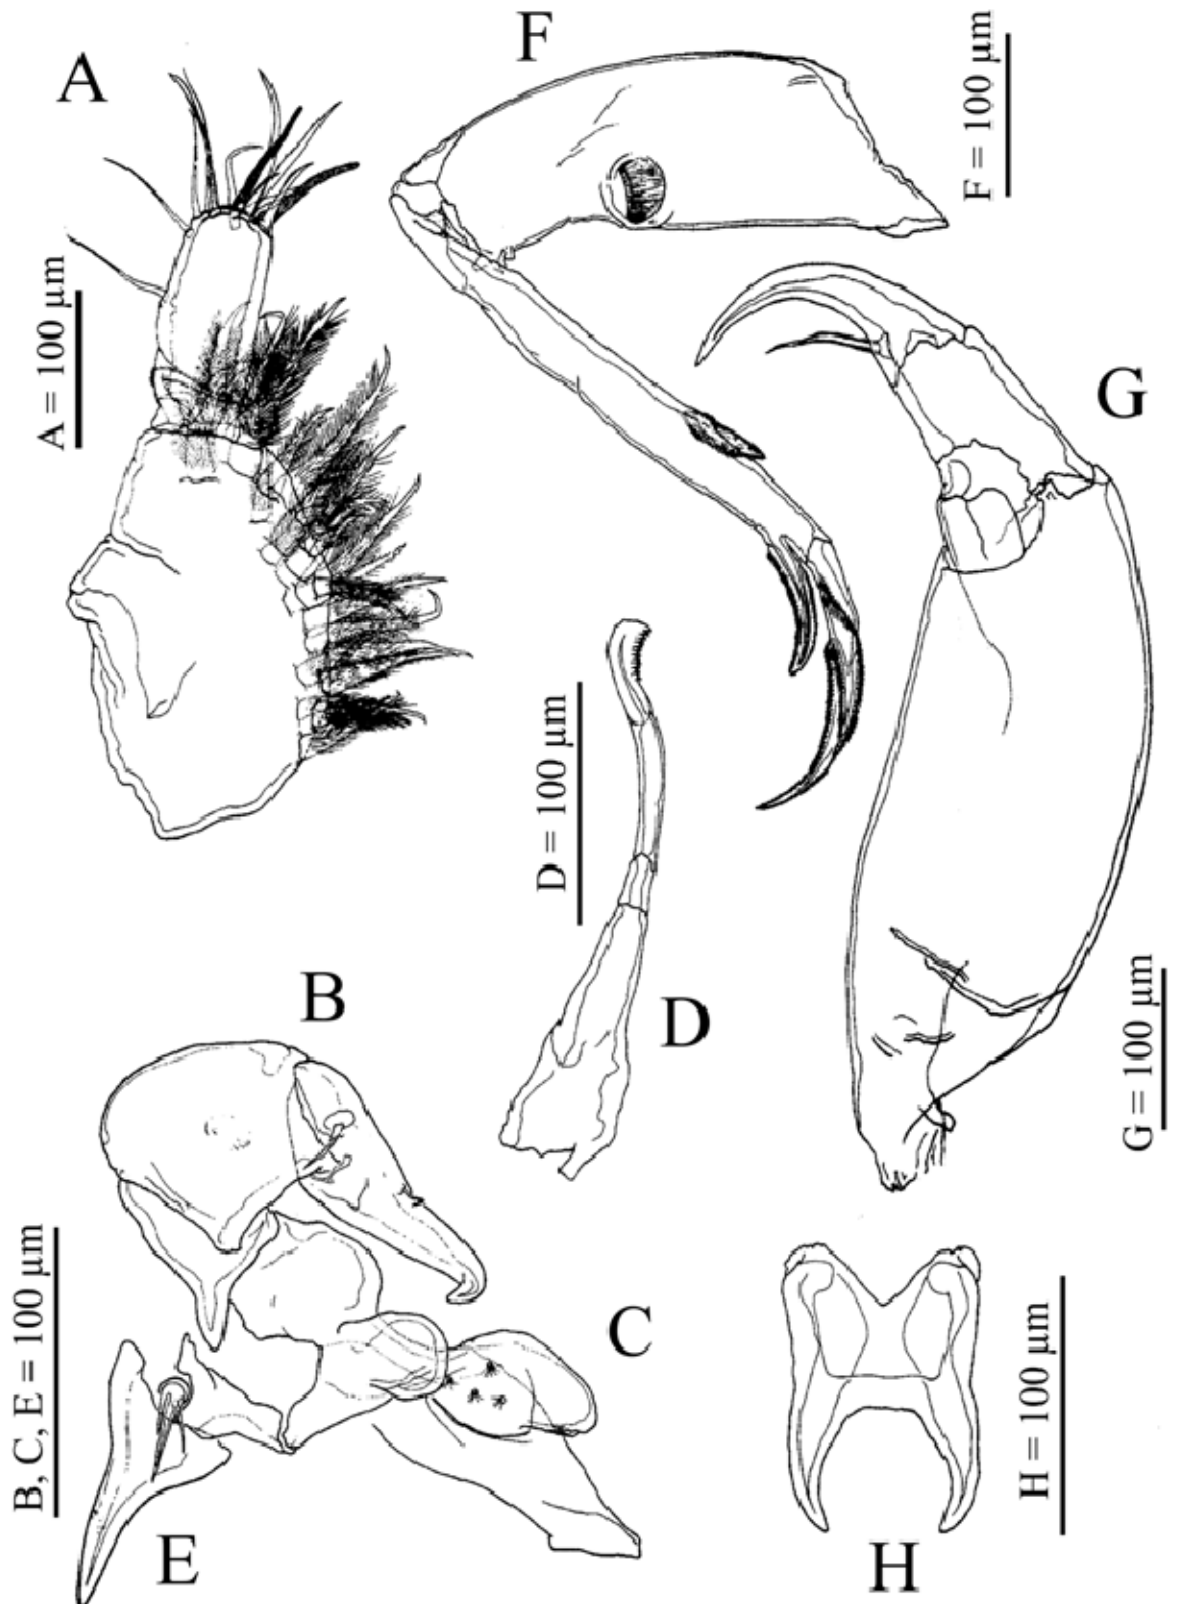 A
F
F = 100 µm
A = 100 µm
G
D = 100 µm
D
B
G = 100 µm
C
B, C, E = 100 µm
H = 100 µm
E
H